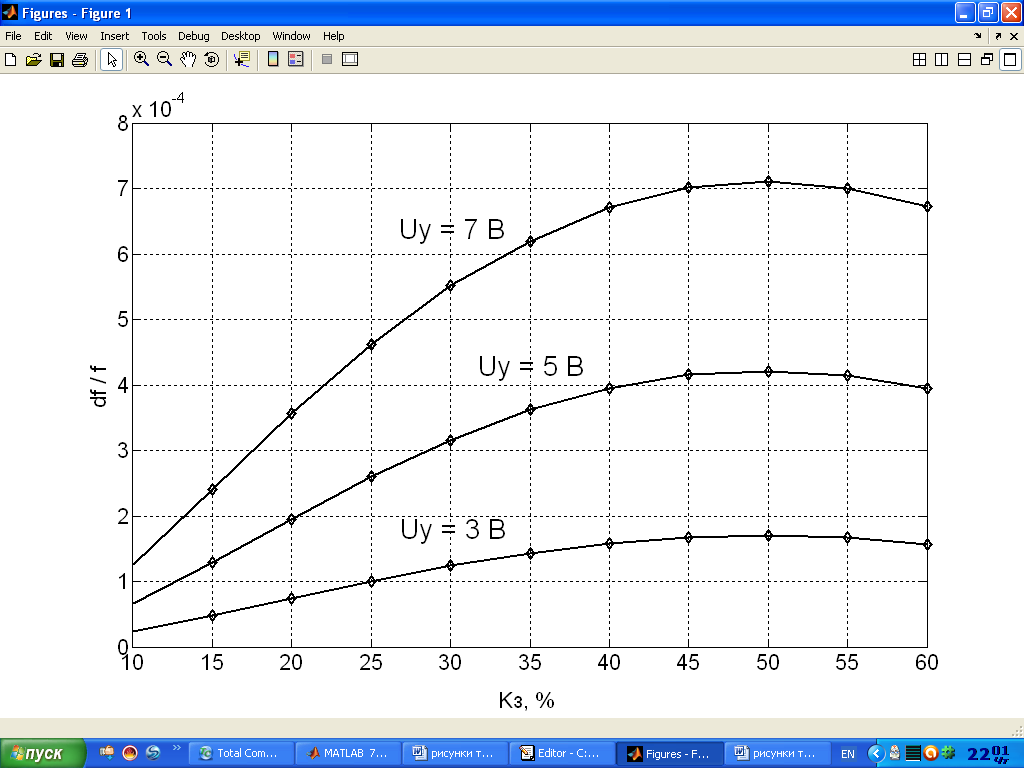 Figures - Figure 1
File Edit View Insert Tools Debug Desktop Window Help
x 10-4
8
7
6
5
4
3
2
1
0
df / f
Uy = 7 B
Uy = 5 B
Uy = 3 B
10 15 20 25 30 35 40 45 50 55 60
Kз, %
пуск
Total Com...
MATLAB 7...
рисунки т...
Editor - C:...
Figures - F...
рисунки т...
EN
22 01
Чт